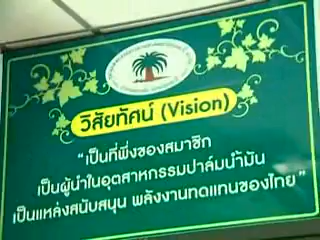 วิสัยทัศน์ (Vision)
"เป็นที่พึ่งของสมาชิก
เป็นผู้นำในอุตสาหกรรมปาล์มน้ำมัน
เป็นแหล่งสนับสนุน พลังงานทดแทนของไทย"